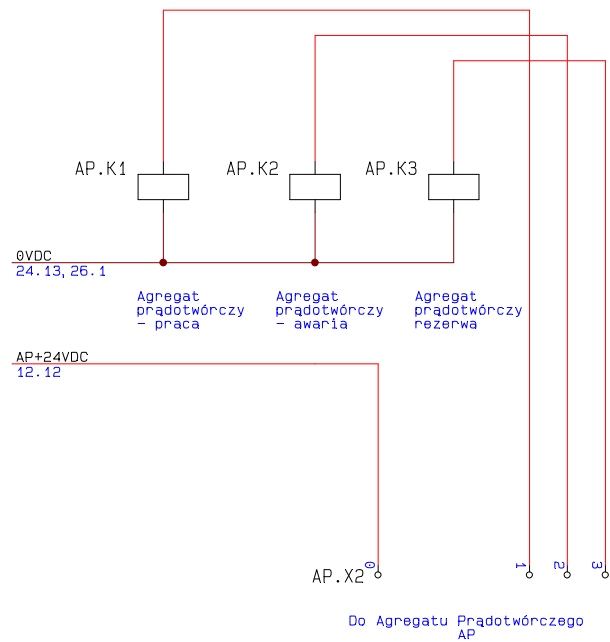 AP.K1
AP.K2
AP.K3
0VDC
24.13,26.1
Agregat
prądotwórczy
- praca
Agregat
prądotwórczy
- awaria
Agregat
prądotwórczy
rezerwa
AP+24VDC
12.12
0
1
2
3
AP.X2
Do Agregatu Prądotwórczego
AP